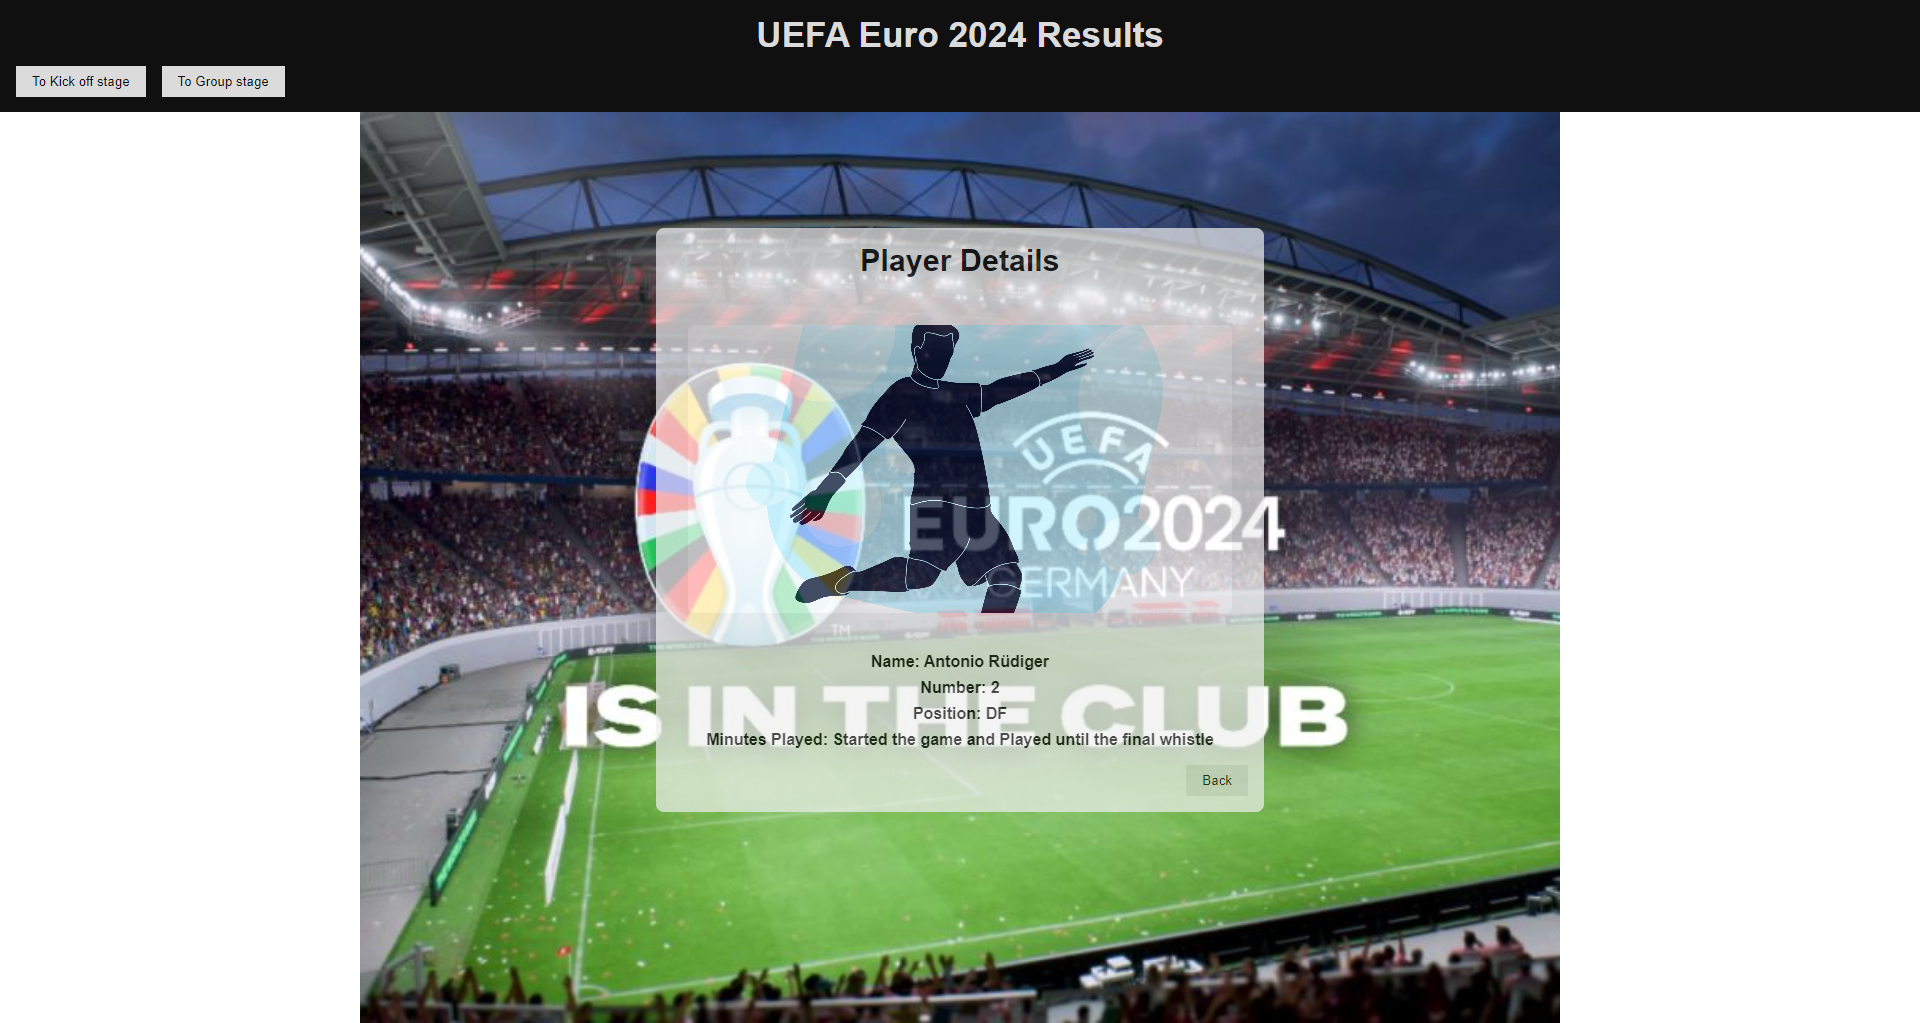 UEFA Euro 2024 Results
To Kick off stage
To Group stage
Player Details
UEFA
EURO2024
GERMANY
TM
IS IN THE CLUB
Name: Antonio Rüdiger
Number: 2
Position: DF
Minutes Played: Started the game and Played until the final whistle
Back